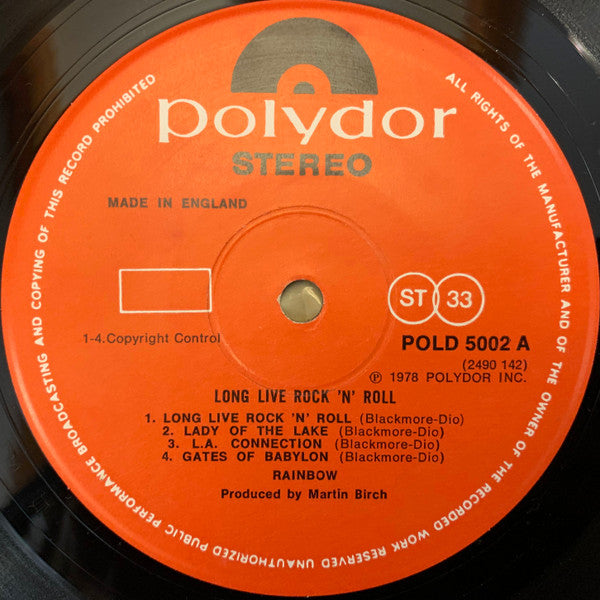 polydor
STEREO
MADE IN ENGLAND
ST 33
1-4.Copyright Control
POLD 5002 A
(2490 142)
℗ 1978 POLYDOR INC.
LONG LIVE ROCK 'N' ROLL
1. LONG LIVE ROCK 'N' ROLL (Blackmore-Dio)
2. LADY OF THE LAKE (Blackmore-Dio)
3. L.A. CONNECTION (Blackmore-Dio)
4. GATES OF BABYLON (Blackmore-Dio)
RAINBOW
Produced by Martin Birch
ALL RIGHTS OF THE MANUFACTURER AND OF THE OWNER OF THE RECORDED WORK RESERVED UNAUTHORIZED PUBLIC PERFORMANCE BROADCASTING AND COPYING OF THIS RECORD PROHIBITED